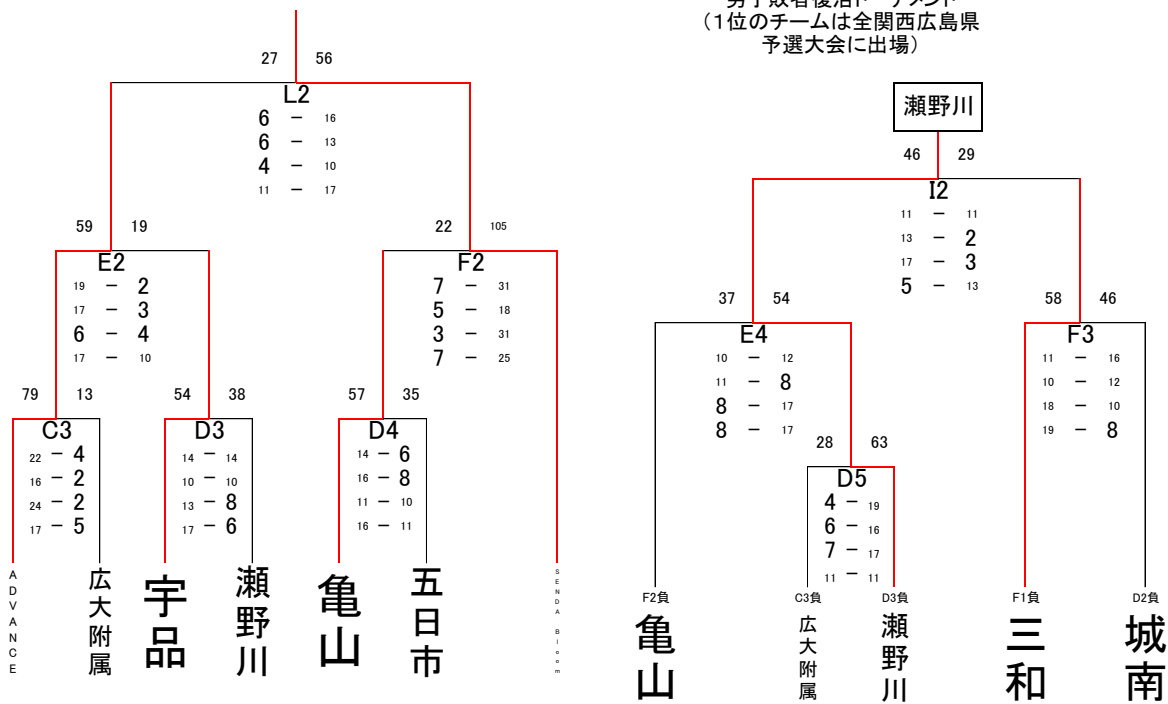 男子敗者復活トーナメント
（1位のチームは全関西広島県
予選大会に出場）
27 56
L2
6 － 16
6 － 13
4 － 10
11 － 17
59 19
E2
19 － 2
17 － 3
6 － 4
17 － 10
22 105
F2
7 － 31
5 － 18
3 － 31
7 － 25
79 13
C3
22 － 4
16 － 2
24 － 2
17 － 5
54 38
D3
14 － 14
10 － 10
13 － 8
17 － 6
57 35
D4
14 － 6
16 － 8
11 － 10
16 － 11
ADVANCE
広大附属
宇品
瀬野川
亀山
五日市
SENDA Bloom
瀬野川
46 29
I2
11 － 11
13 － 2
17 － 3
5 － 13
37 54
E4
10 － 12
11 － 8
8 － 17
8 － 17
58 46
F3
11 － 16
10 － 12
18 － 10
19 － 8
28 63
D5
4 － 19
6 － 16
7 － 17
11 － 11
F2負
亀山
C3負
広大附属
D3負
瀬野川
F1負
三和
D2負
城南